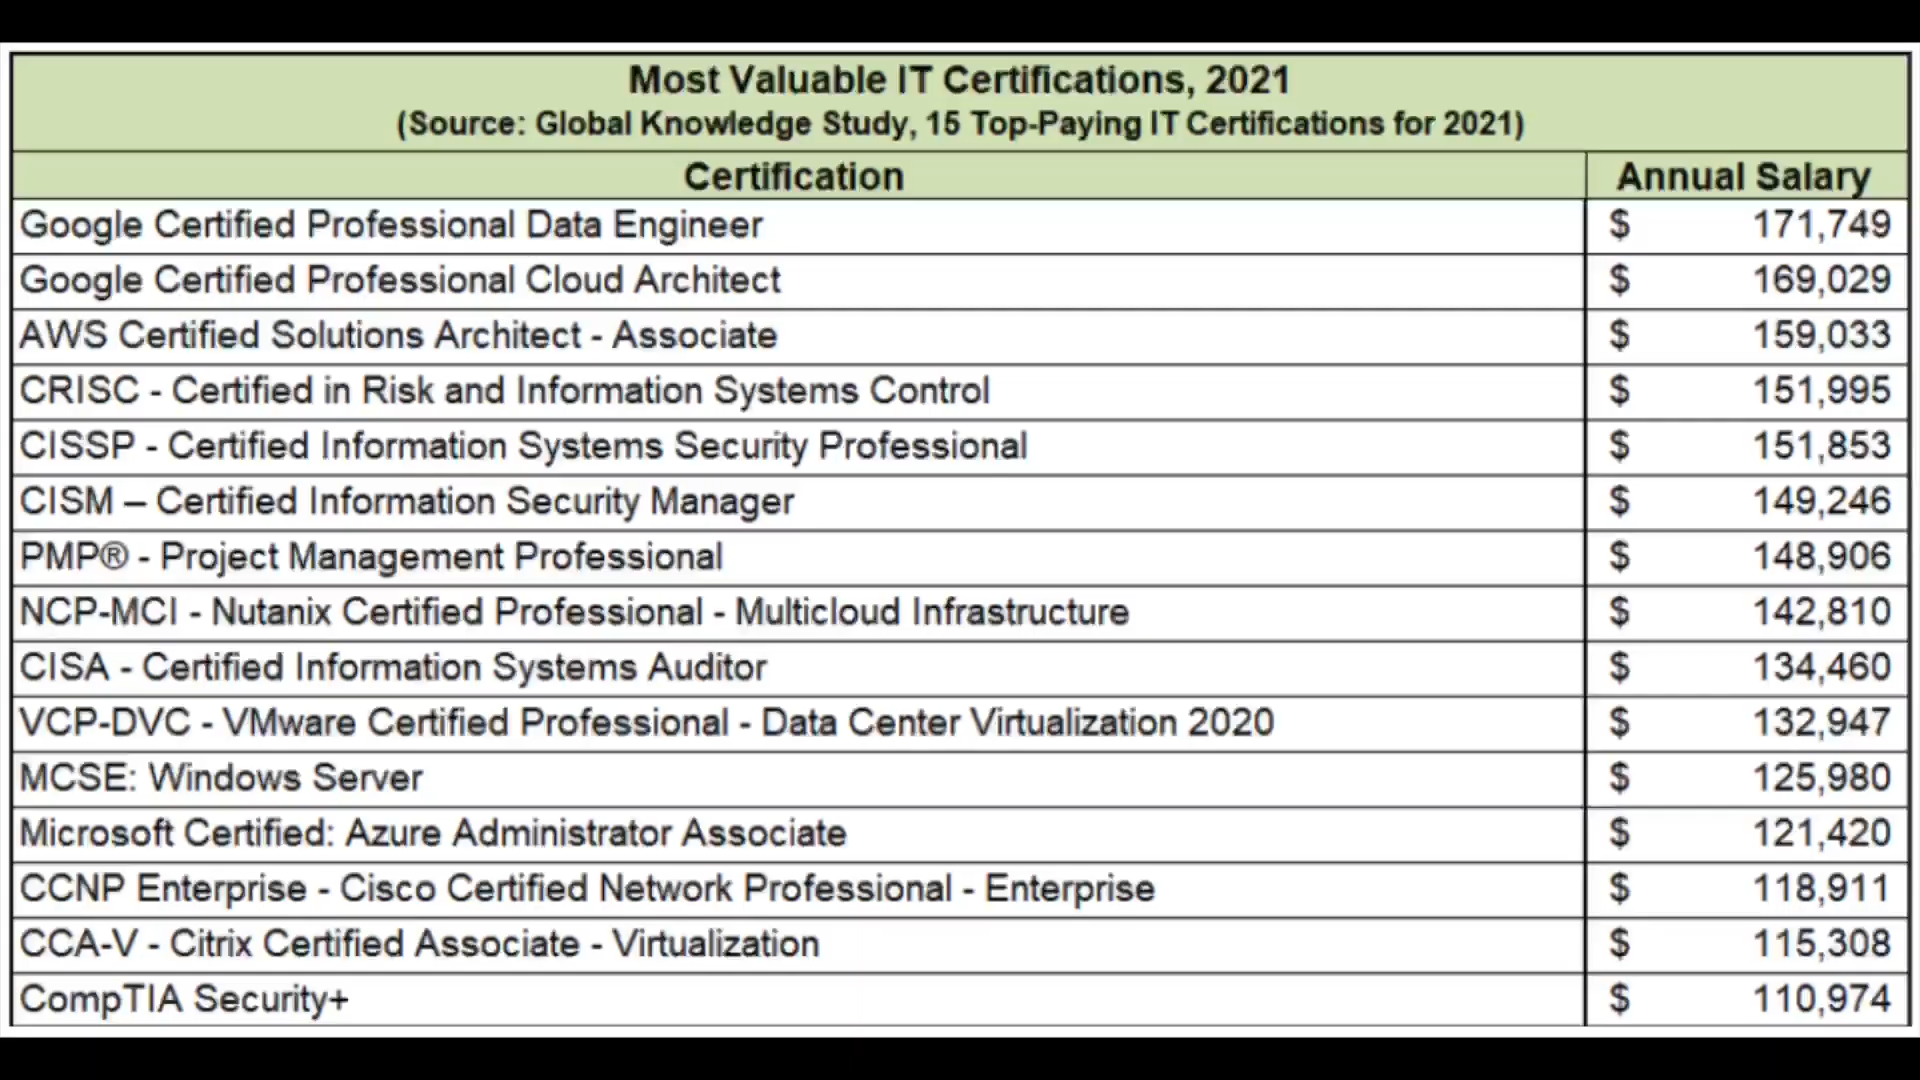 Most Valuable IT Certifications, 2021
(Source: Global Knowledge Study, 15 Top-Paying IT Certifications for 2021)
Certification Annual Salary
Google Certified Professional Data Engineer $ 171,749
Google Certified Professional Cloud Architect $ 169,029
AWS Certified Solutions Architect - Associate $ 159,033
CRISC - Certified in Risk and Information Systems Control $ 151,995
CISSP - Certified Information Systems Security Professional $ 151,853
CISM – Certified Information Security Manager $ 149,246
PMP® - Project Management Professional $ 148,906
NCP-MCI - Nutanix Certified Professional - Multicloud Infrastructure $ 142,810
CISA - Certified Information Systems Auditor $ 134,460
VCP-DVC - VMware Certified Professional - Data Center Virtualization 2020 $ 132,947
MCSE: Windows Server $ 125,980
Microsoft Certified: Azure Administrator Associate $ 121,420
CCNP Enterprise - Cisco Certified Network Professional - Enterprise $ 118,911
CCA-V - Citrix Certified Associate - Virtualization $ 115,308
CompTIA Security+ $ 110,974